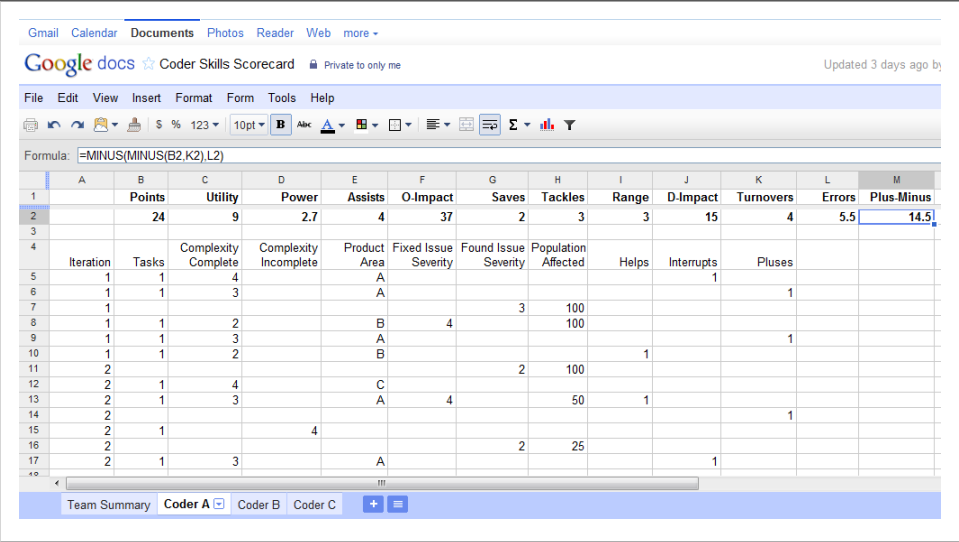 Gmail Calendar Documents Photos Reader Web more
Google docs Coder Skills Scorecard Private to only me Updated 3 days ago by
File Edit View Insert Format Form Tools Help
$ % 123 10pt B Abc A Σ
Formula: =MINUS(MINUS(B2,K2),L2)
A B C D E F G H I J K L M
1 Points Utility Power Assists O-Impact Saves Tackles Range D-Impact Turnovers Errors Plus-Minus
2 24 9 2.7 4 37 2 3 3 15 4 5.5 14.5
3
4 Complexity Complexity Product Fixed Issue Found Issue Population
Iteration Tasks Complete Incomplete Area Severity Severity Affected Helps Interrupts Pluses
5 1 1 4 A 1
6 1 1 3 A 1
7 1 3 100
8 1 1 2 B 4 100
9 1 1 3 A 1
10 1 1 2 B 1
11 2 2 100
12 2 1 4 C
13 2 1 3 A 4 50 1
14 2 1
15 2 1 4
16 2 2 25
17 2 1 3 A 1
Team Summary Coder A Coder B Coder C